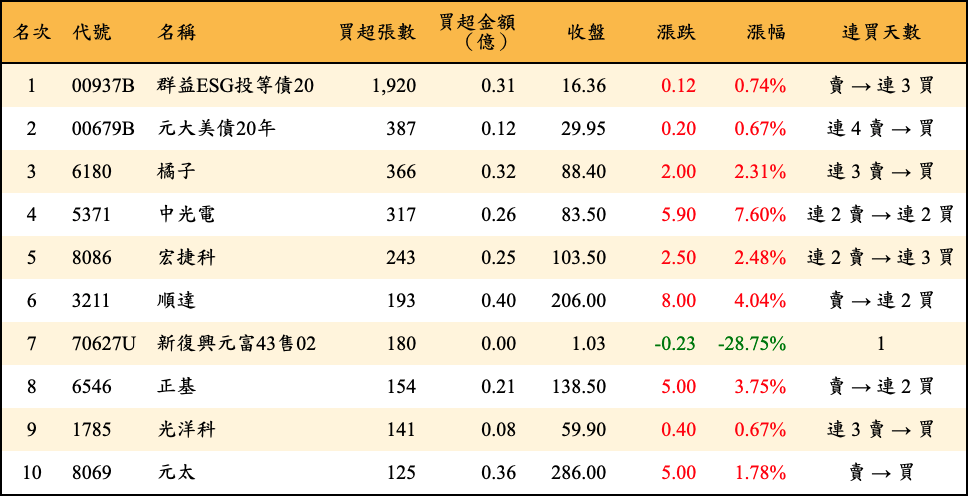 名次 代號 名稱 買超張數 買超金額（億） 收盤 漲跌 漲幅 連買天數
1 00937B 群益ESG投等債20 1,920 0.31 16.36 0.12 0.74% 賣 → 連 3 買
2 00679B 元大美債20年 387 0.12 29.95 0.20 0.67% 連 4 賣 → 買
3 6180 橘子 366 0.32 88.40 2.00 2.31% 連 3 賣 → 買
4 5371 中光電 317 0.26 83.50 5.90 7.60% 連 2 賣 → 連 2 買
5 8086 宏捷科 243 0.25 103.50 2.50 2.48% 連 2 賣 → 連 3 買
6 3211 順達 193 0.40 206.00 8.00 4.04% 賣 → 連 2 買
7 70627U 新復興元富43售02 180 0.00 1.03 -0.23 -28.75% 1
8 6546 正基 154 0.21 138.50 5.00 3.75% 賣 → 連 2 買
9 1785 光洋科 141 0.08 59.90 0.40 0.67% 連 3 賣 → 買
10 8069 元太 125 0.36 286.00 5.00 1.78% 賣 → 買